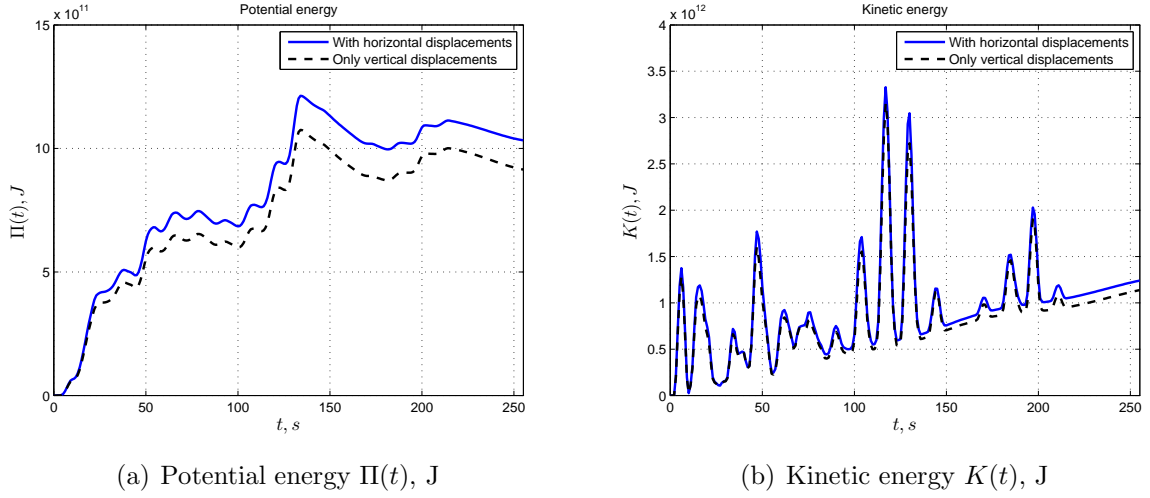 Potential energy
x 10^11
15
10
5
0
0 50 100 150 200 250
Π(t), J
t, s
With horizontal displacements
Only vertical displacements
(a) Potential energy Π(t), J
Kinetic energy
x 10^12
4
3.5
3
2.5
2
1.5
1
0.5
0
0 50 100 150 200 250
K(t), J
t, s
With horizontal displacements
Only vertical displacements
(b) Kinetic energy K(t), J